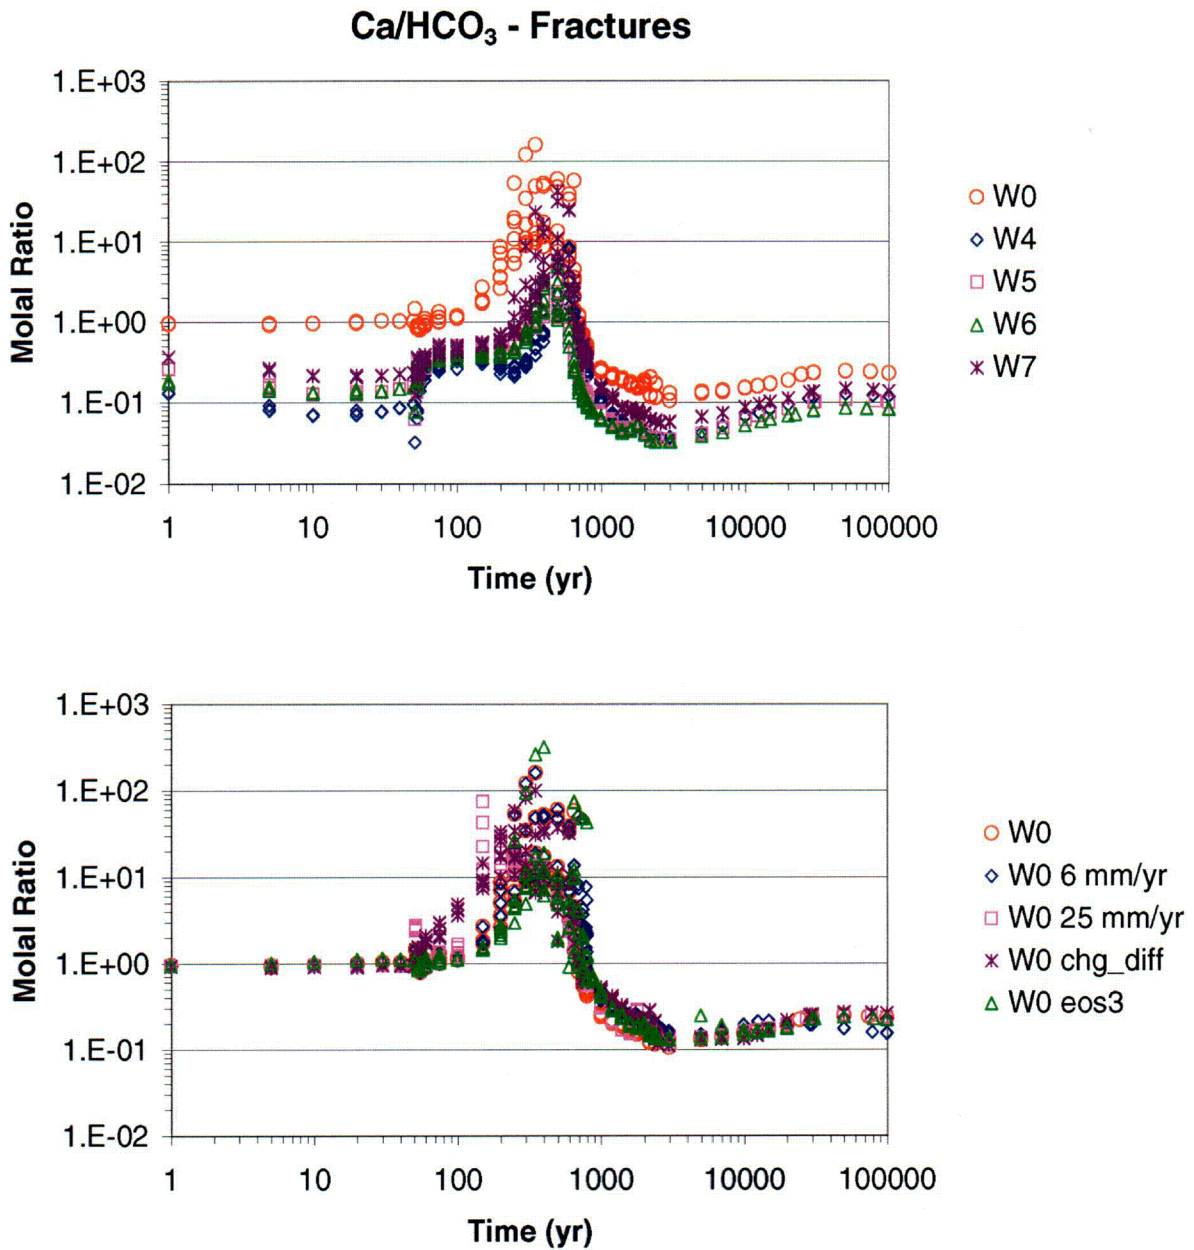 Ca/HCO₃ - Fractures
1.E+03
1.E+02
1.E+01
1.E+00
1.E-01
1.E-02
Molal Ratio
1 10 100 1000 10000 100000
Time (yr)
W0
W4
W5
W6
W7
1.E+03
1.E+02
1.E+01
1.E+00
1.E-01
1.E-02
Molal Ratio
1 10 100 1000 10000 100000
Time (yr)
W0
W0 6 mm/yr
W0 25 mm/yr
W0 chg_diff
W0 eos3